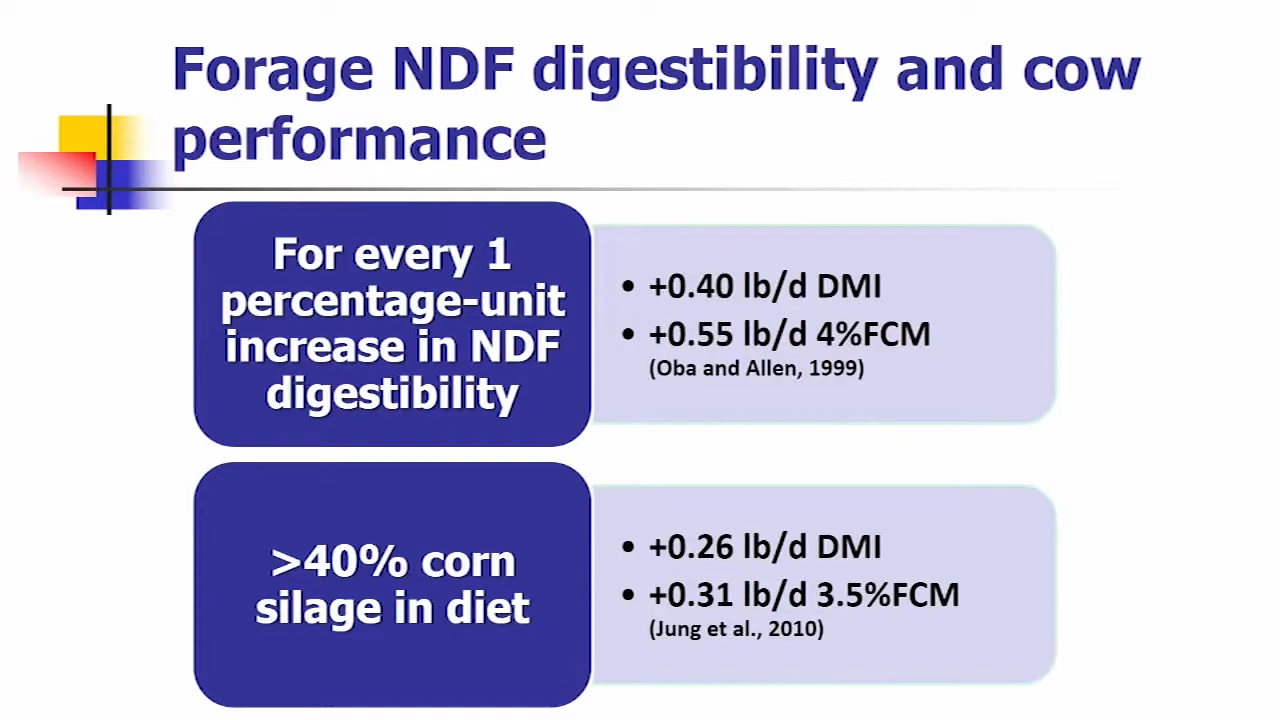 Forage NDF digestibility and cow
performance
For every 1
percentage-unit
increase in NDF
digestibility
• +0.40 lb/d DMI
• +0.55 lb/d 4%FCM
(Oba and Allen, 1999)
>40% corn
silage in diet
• +0.26 lb/d DMI
• +0.31 lb/d 3.5%FCM
(Jung et al., 2010)